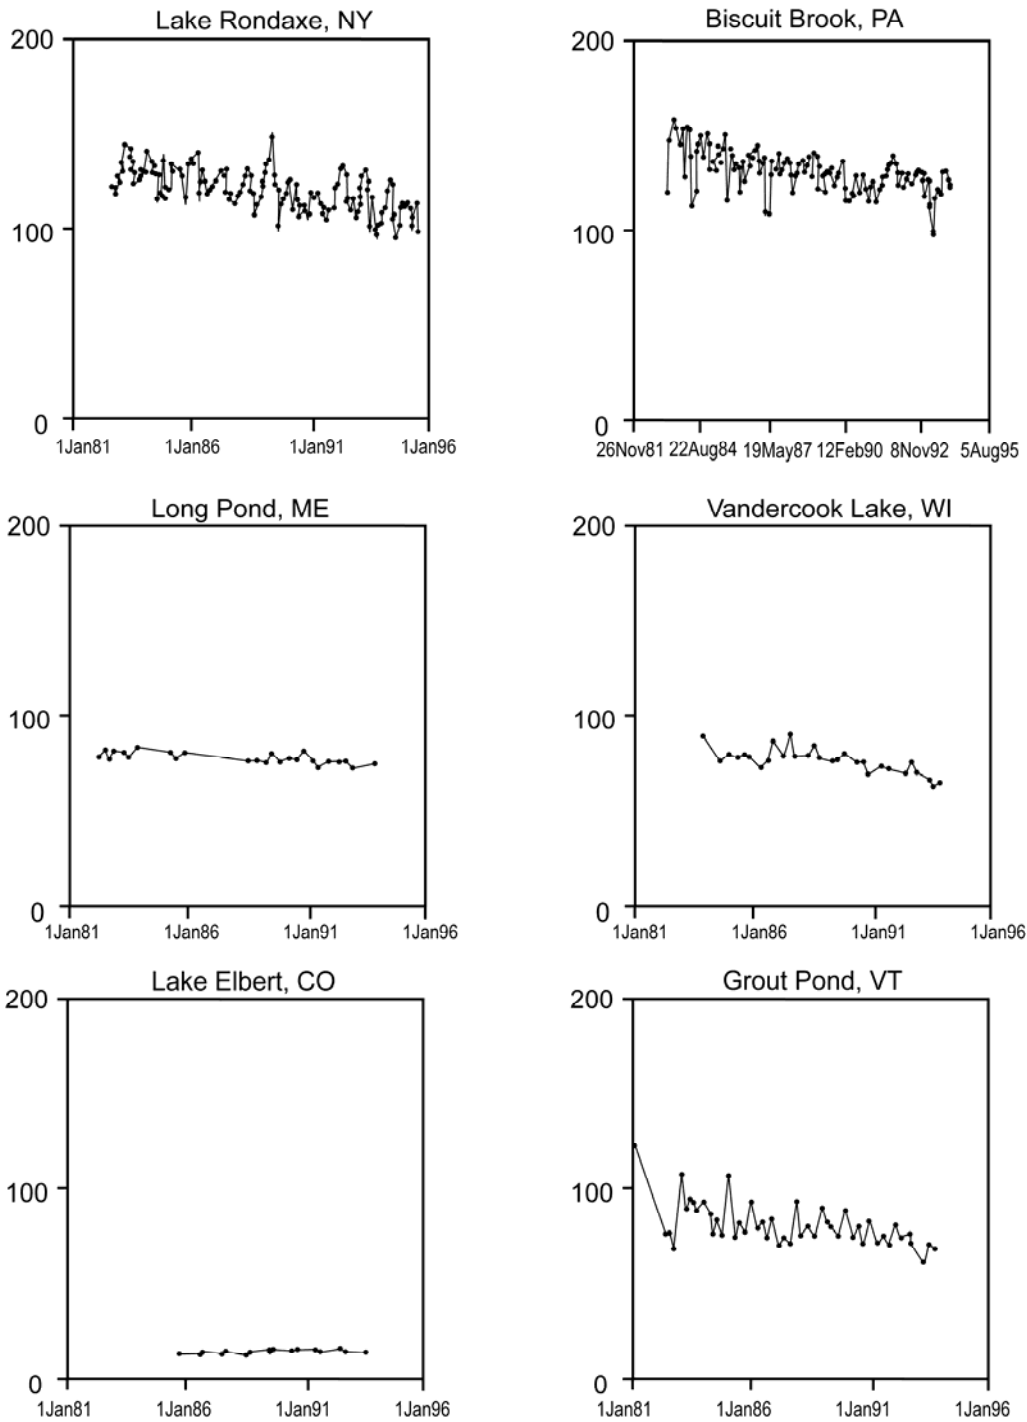 Lake Rondaxe, NY
200
100
0
1Jan81 1Jan86 1Jan91 1Jan96
Biscuit Brook, PA
200
100
0
26Nov81 22Aug84 19May87 12Feb90 8Nov92 5Aug95
Long Pond, ME
200
100
0
1Jan81 1Jan86 1Jan91 1Jan96
Vandercook Lake, WI
200
100
0
1Jan81 1Jan86 1Jan91 1Jan96
Lake Elbert, CO
200
100
0
1Jan81 1Jan86 1Jan91 1Jan96
Grout Pond, VT
200
100
0
1Jan81 1Jan86 1Jan91 1Jan96